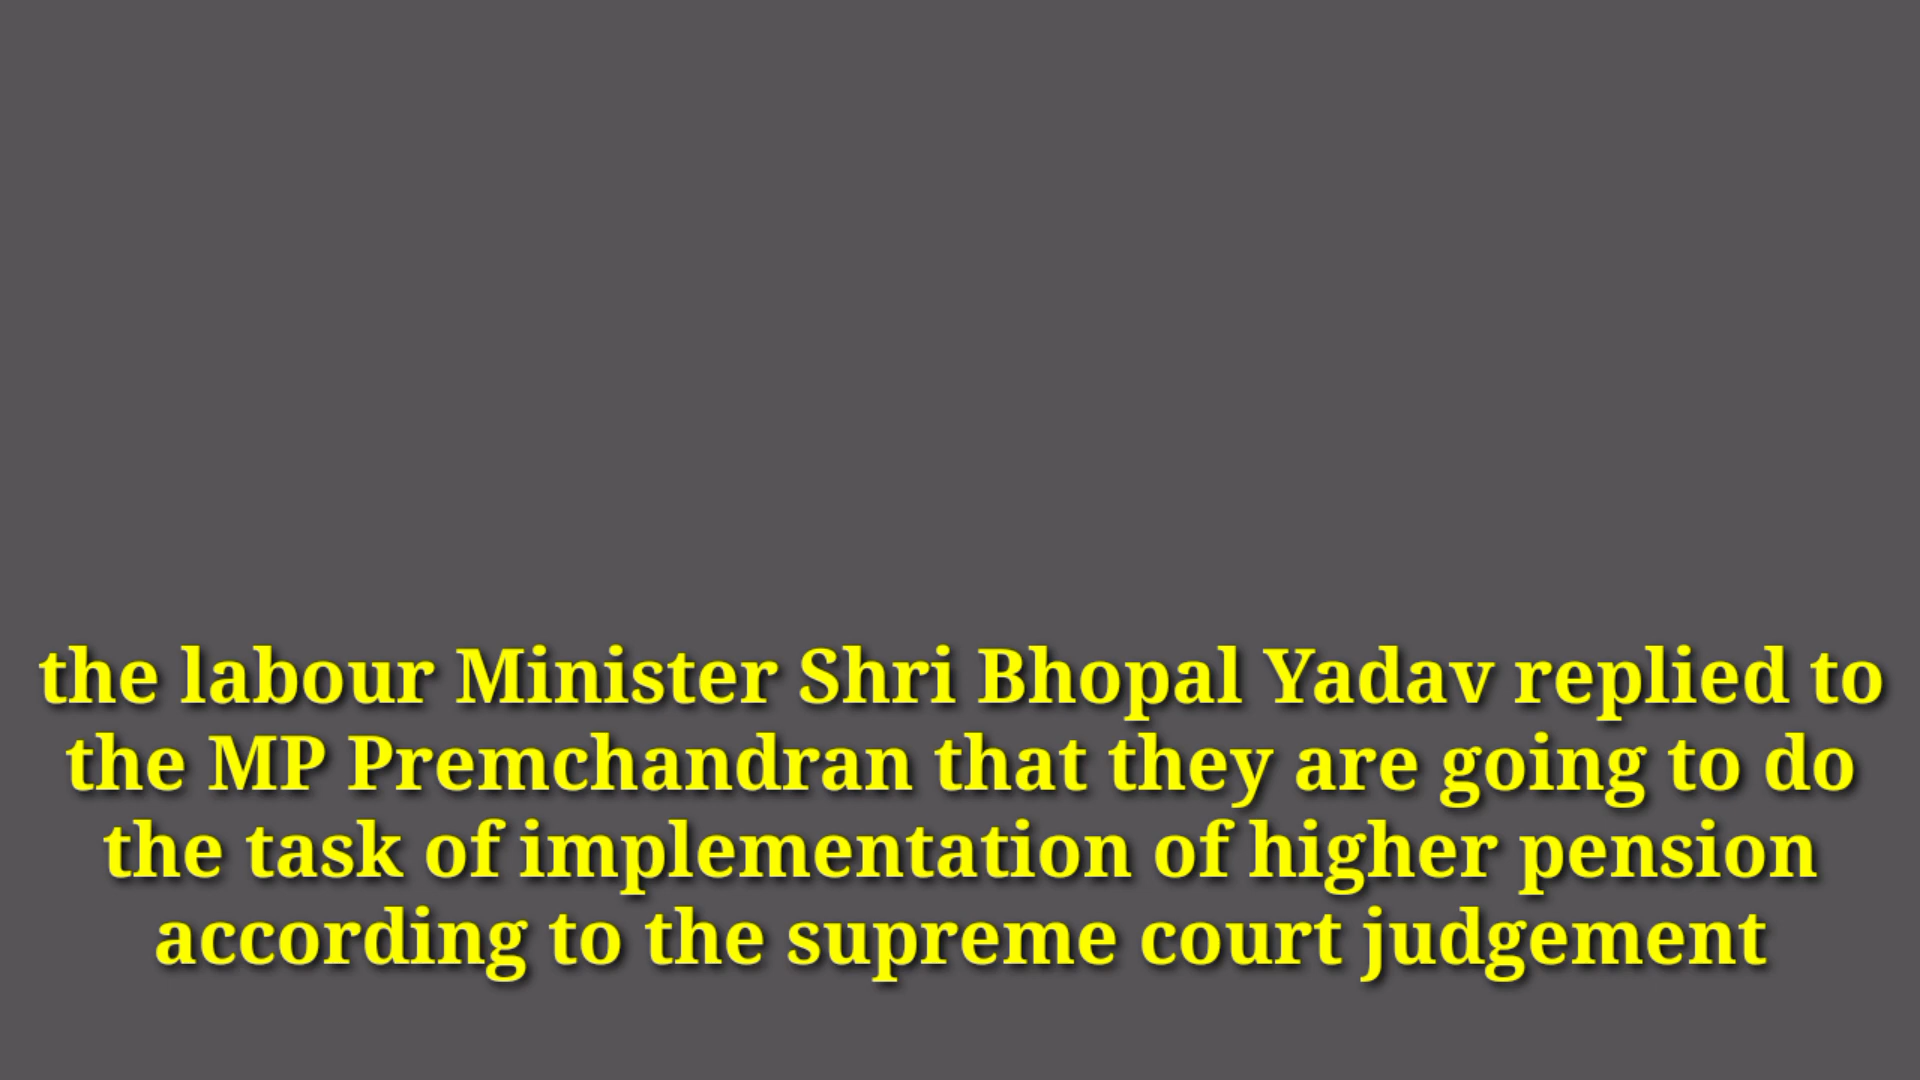 the labour Minister Shri Bhopal Yadav replied to
the MP Premchandran that they are going to do
the task of implementation of higher pension
according to the supreme court judgement